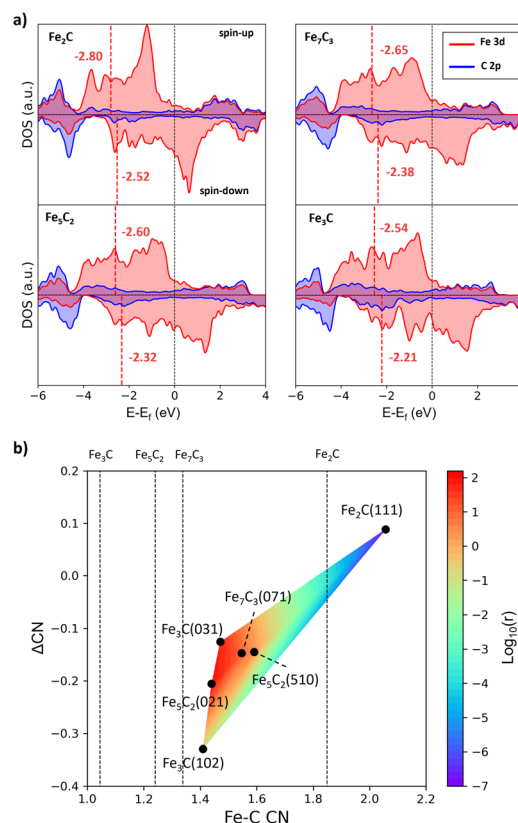 a)
Fe₂C
spin-up
-2.80
-2.52
spin-down
DOS (a.u.)
Fe₇C₃
-2.65
-2.38
Fe 3d
C 2p
DOS (a.u.)
Fe₅C₂
-2.60
-2.32
DOS (a.u.)
-6 -4 -2 0 2 4
E-Ef (eV)
Fe₃C
-2.54
-2.21
DOS (a.u.)
-6 -4 -2 0 2
E-Ef (eV)
b)
Fe₃C Fe₅C₂ Fe₇C₃ Fe₂C
0.2
0.1
0.0
-0.1
-0.2
-0.3
-0.4
ΔCN
Fe₂C(111)
Fe₇C₃(071)
Fe₃C(031)
Fe₅C₂(510)
Fe₅C₂(021)
Fe₃C(102)
1.0 1.2 1.4 1.6 1.8 2.0 2.2
Fe-C CN
2
1
0
-1
-2
-3
-4
-5
-6
-7
Log₁₀(r)